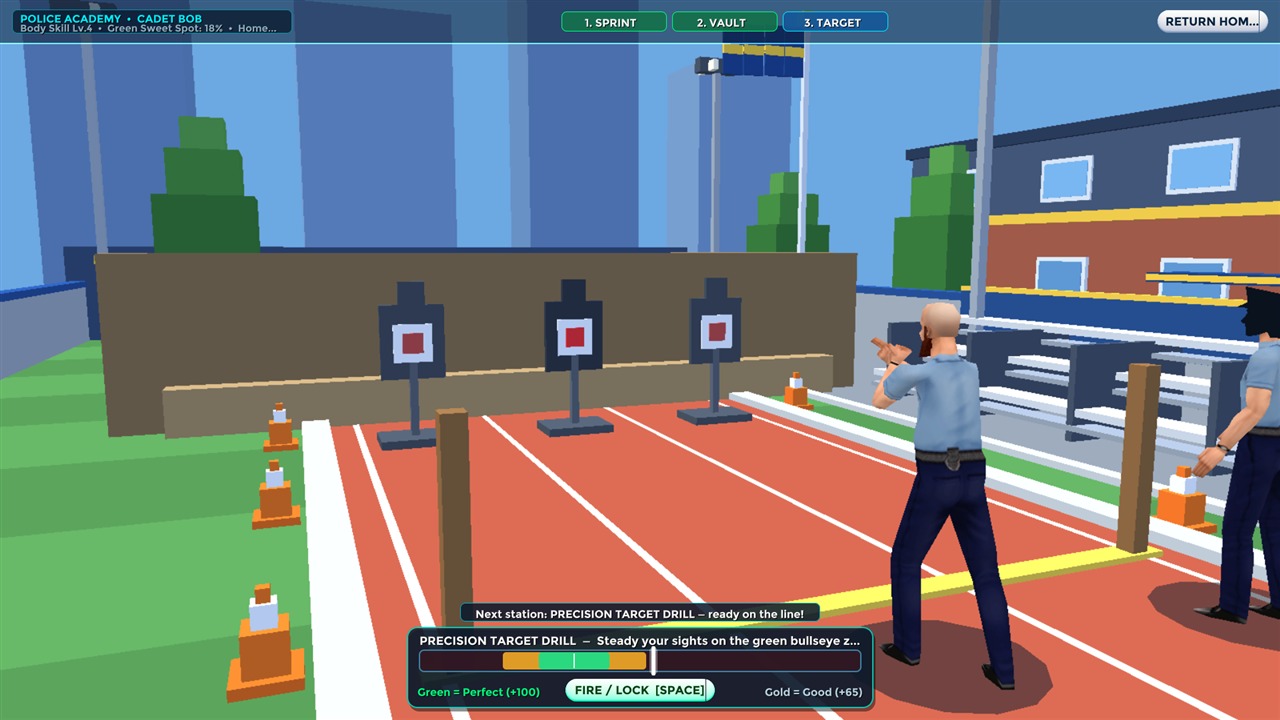 POLICE ACADEMY • CADET BOB
Body Skill Lv.4 • Green Sweet Spot: 18% • Home...
1. SPRINT
2. VAULT
3. TARGET
RETURN HOM...
Next station: PRECISION TARGET DRILL – ready on the line!
PRECISION TARGET DRILL – Steady your sights on the green bullseye z...
Green = Perfect (+100)
FIRE / LOCK [SPACE]
Gold = Good (+65)